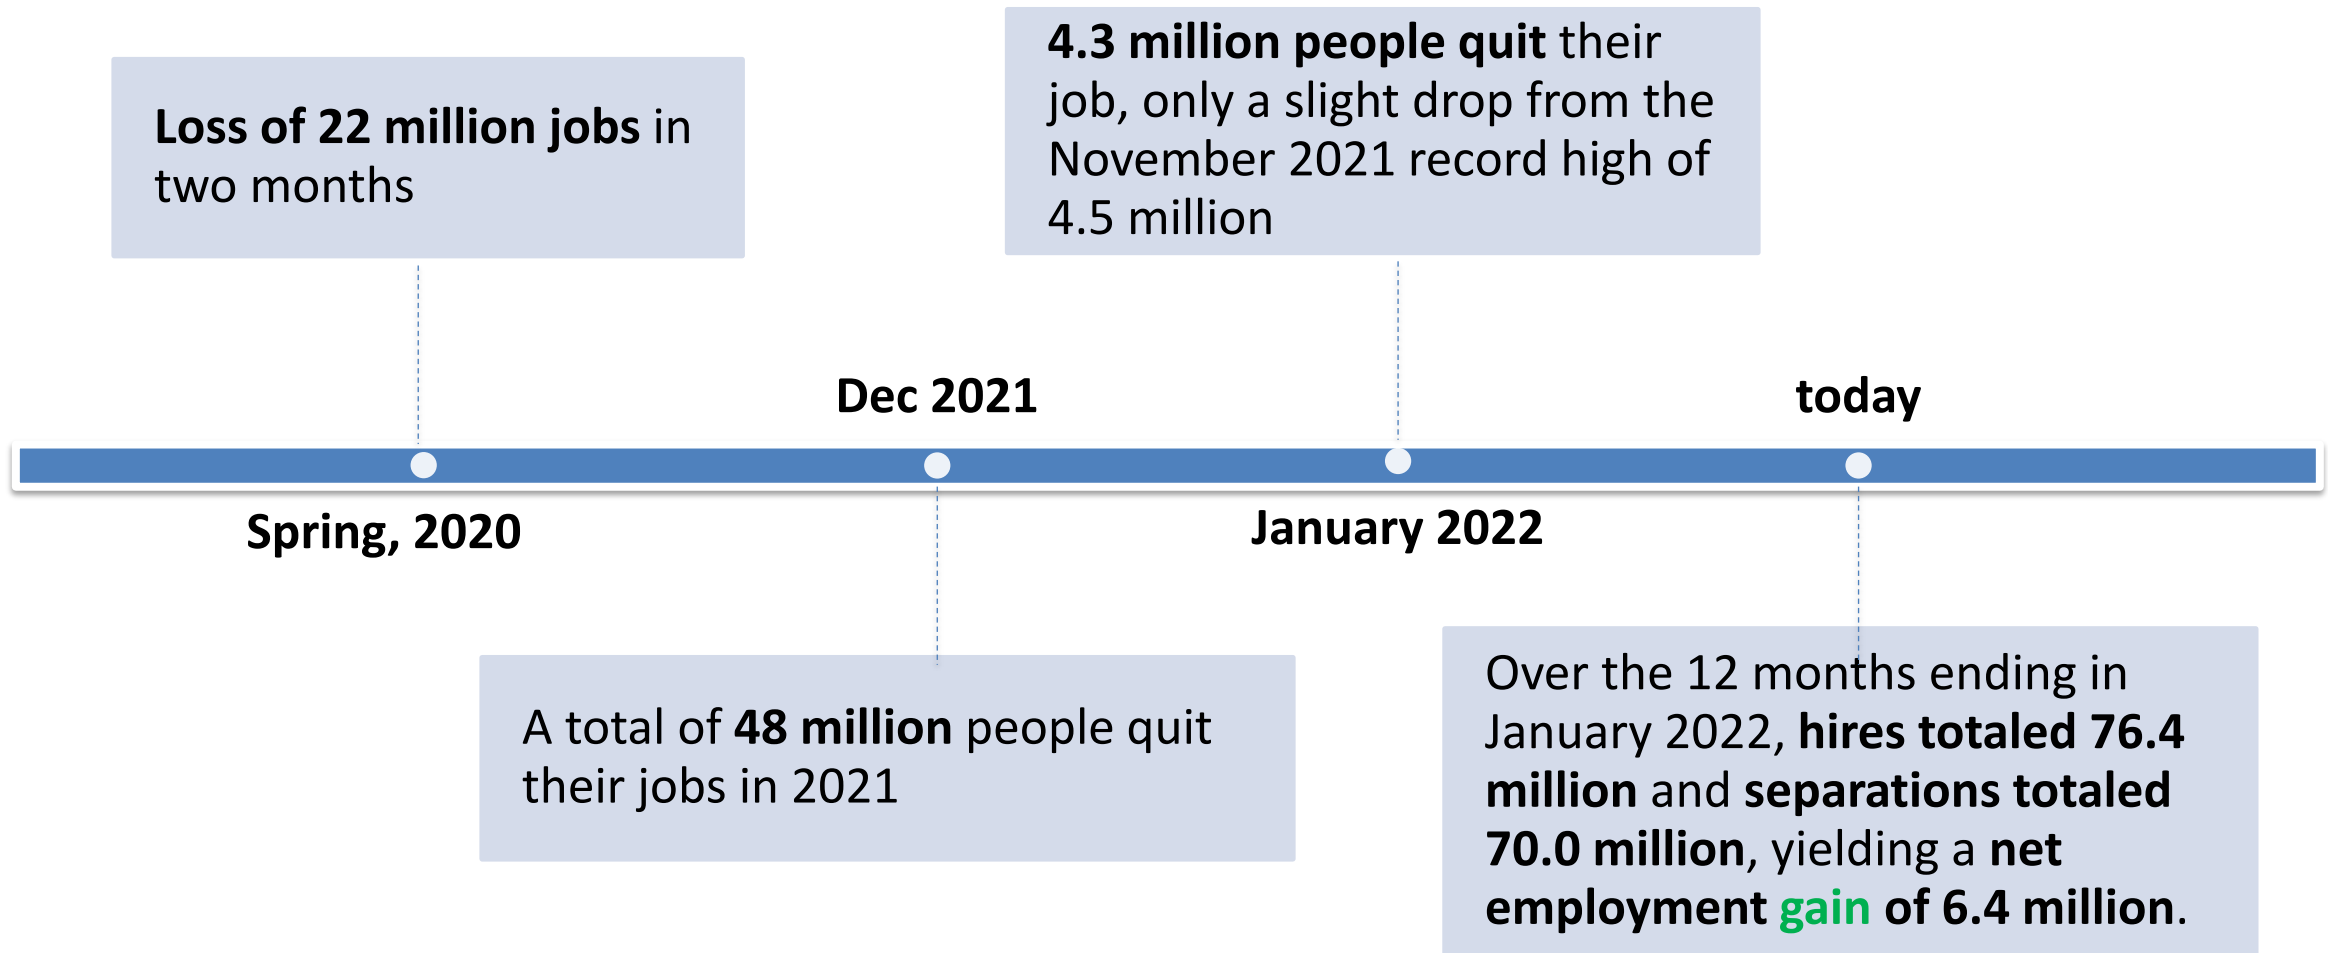 Loss of 22 million jobs in
two months
4.3 million people quit their
job, only a slight drop from the
November 2021 record high of
4.5 million
Dec 2021
today
Spring, 2020
January 2022
A total of 48 million people quit
their jobs in 2021
Over the 12 months ending in
January 2022, hires totaled 76.4
million and separations totaled
70.0 million, yielding a net
employment gain of 6.4 million.